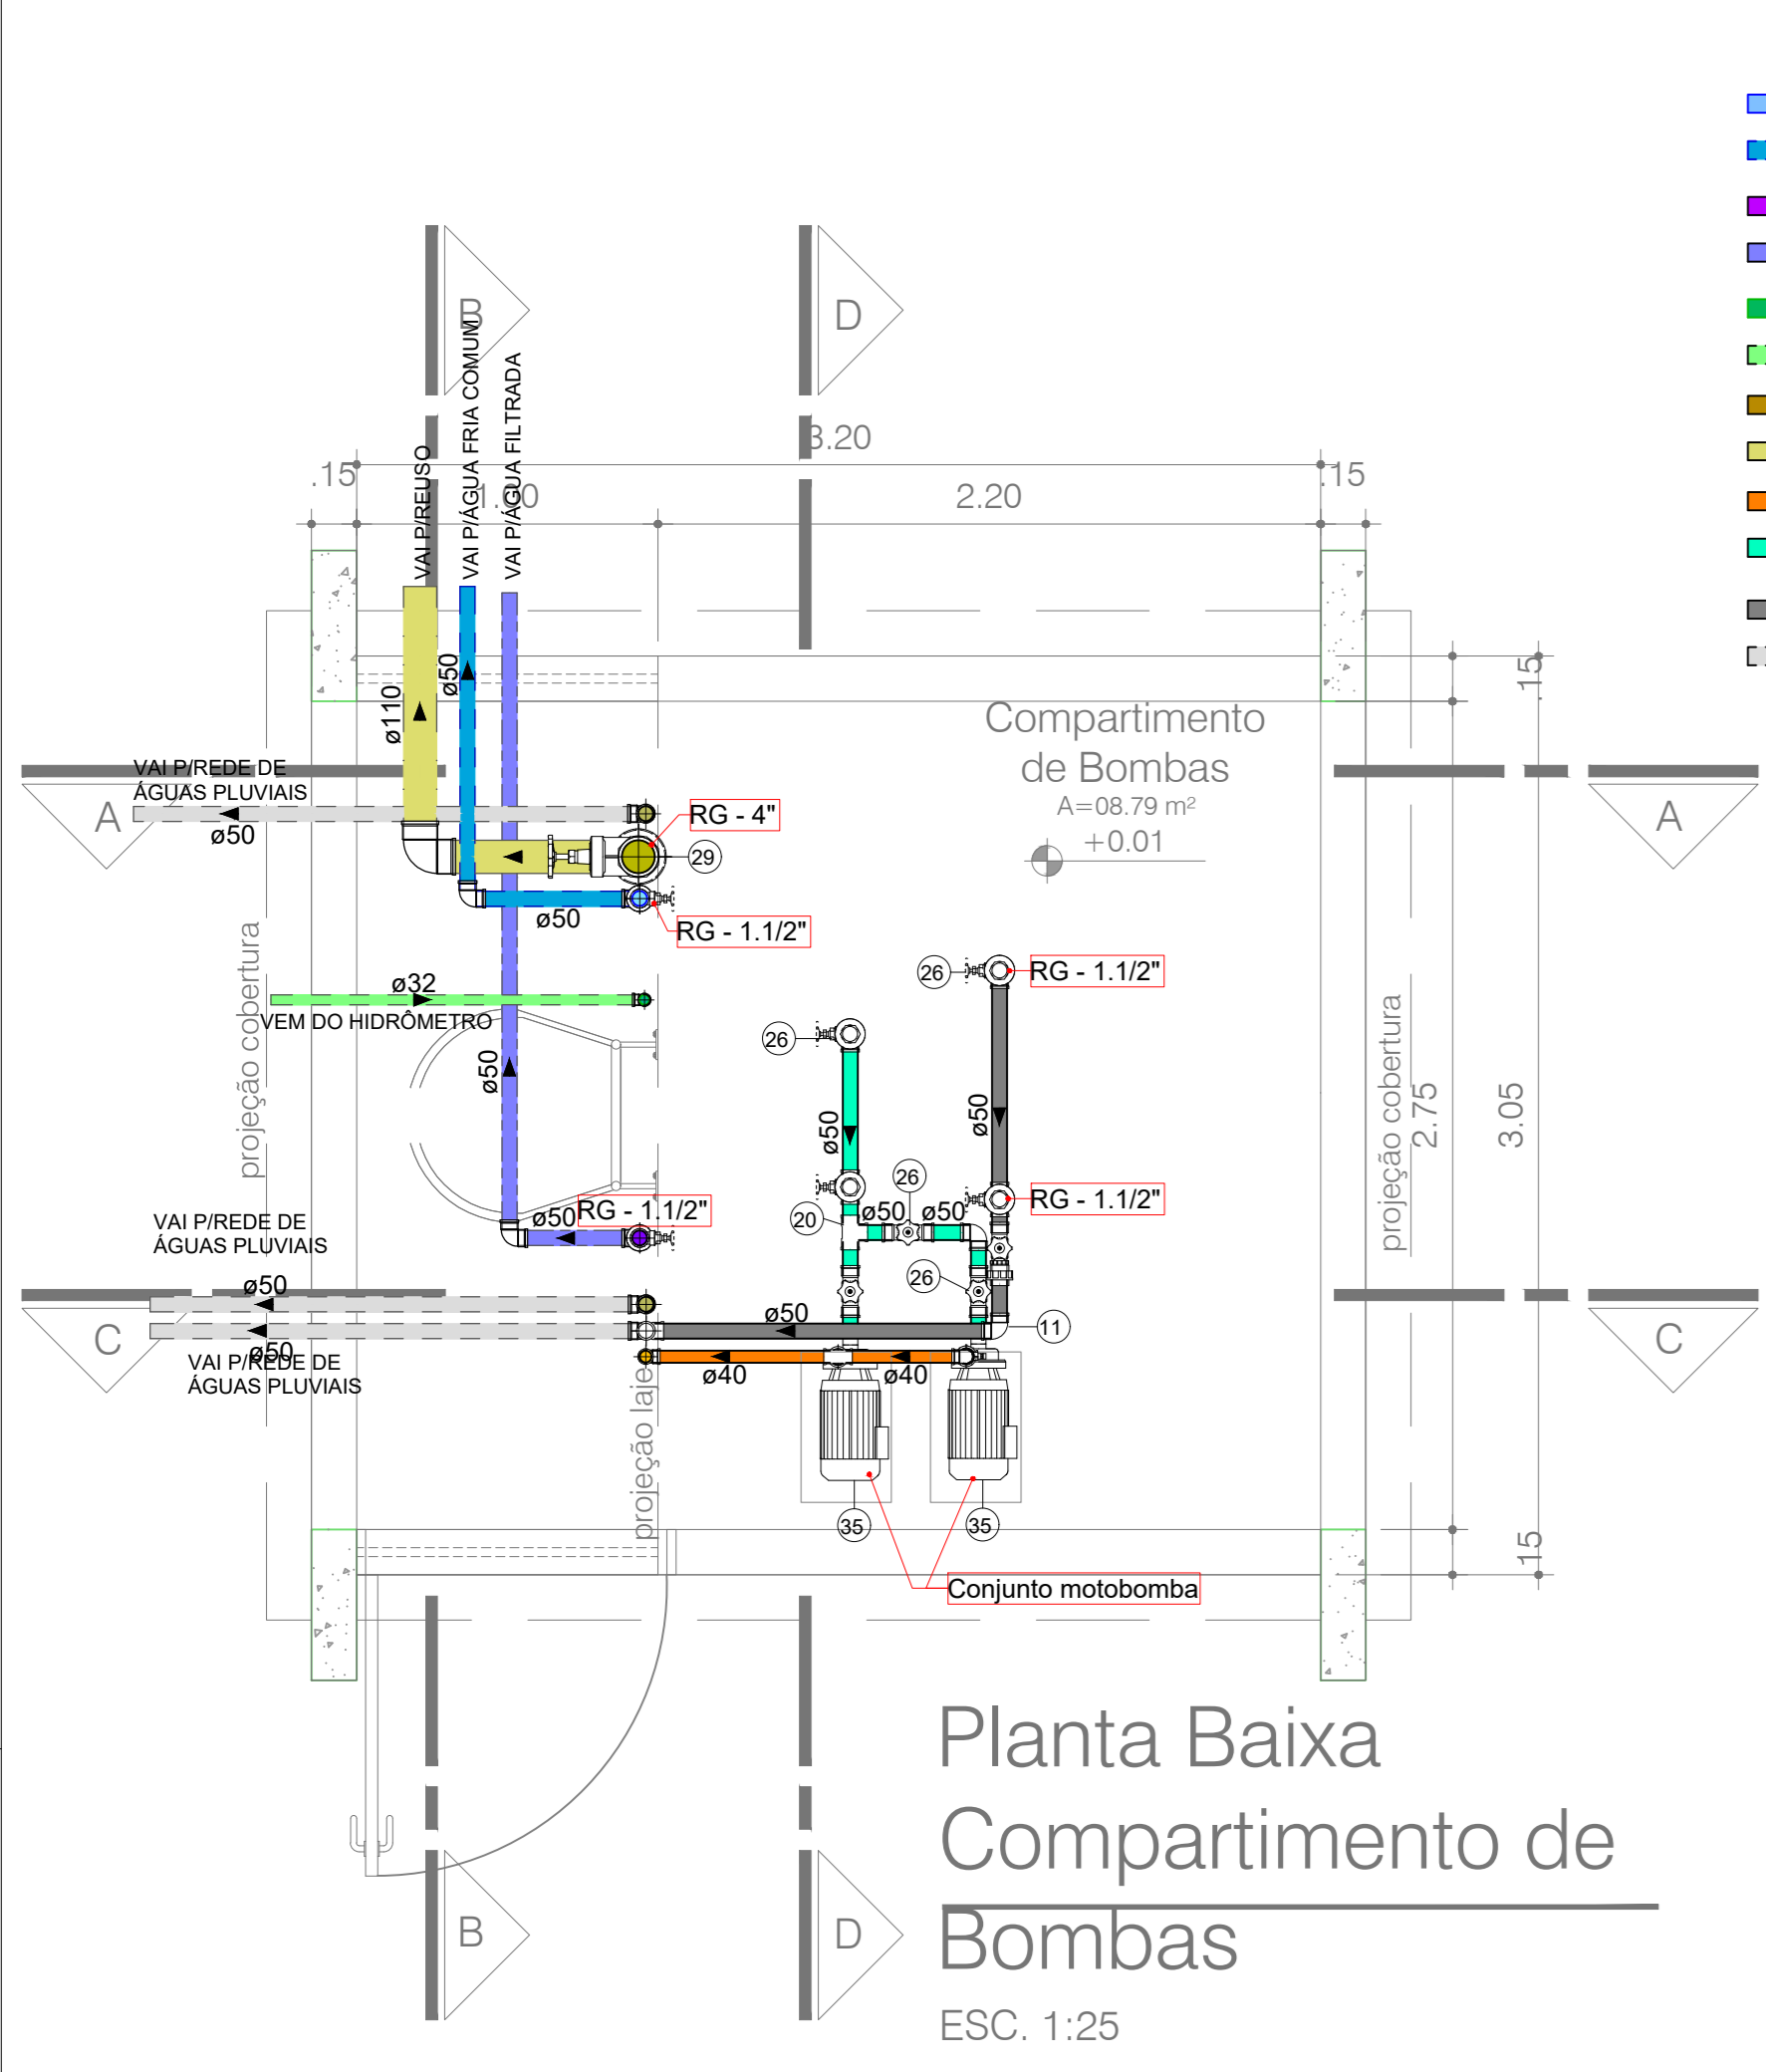 B
D
VAI P/REUSO
VAI P/ÁGUA FRIA COMUM
VAI P/ÁGUA FILTRADA
3.20
.15
1.00
2.20
.15
ø110
ø50
.15
Compartimento
de Bombas
A=08.79 m²
+0.01
VAI P/REDE DE
ÁGUAS PLUVIAIS
ø50
A
A
RG - 4"
29
ø50
RG - 1.1/2"
projeção cobertura
ø32
VEM DO HIDRÔMETRO
26
RG - 1.1/2"
26
ø50
ø50
ø50
projeção cobertura
2.75
3.05
26
RG - 1.1/2"
20
ø50
ø50
ø50
RG - 1.1/2"
VAI P/REDE DE
ÁGUAS PLUVIAIS
26
ø50
ø50
11
C
C
ø50
VAI P/REDE DE
ÁGUAS PLUVIAIS
ø40
ø40
projeção laje
35
35
.15
Conjunto motobomba
Planta Baixa
Compartimento de
Bombas
B
D
ESC. 1:25